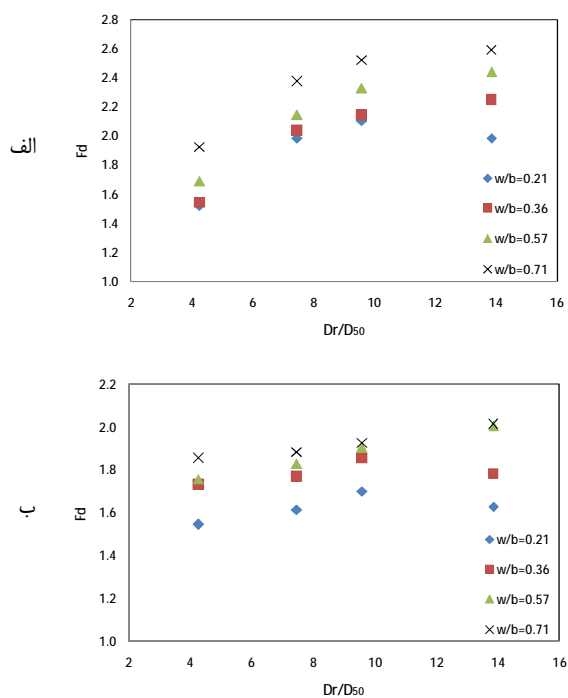 2.8
2.6
2.4
2.2
2.0
1.8
1.6
1.4
1.2
1.0
الف
Fd
w/b=0.21
w/b=0.36
w/b=0.57
w/b=0.71
2 4 6 8 10 12 14 16
Dr/D50
2.2
2.0
1.8
1.6
1.4
1.2
1.0
ب
Fd
w/b=0.21
w/b=0.36
w/b=0.57
w/b=0.71
2 4 6 8 10 12 14 16
Dr/D50